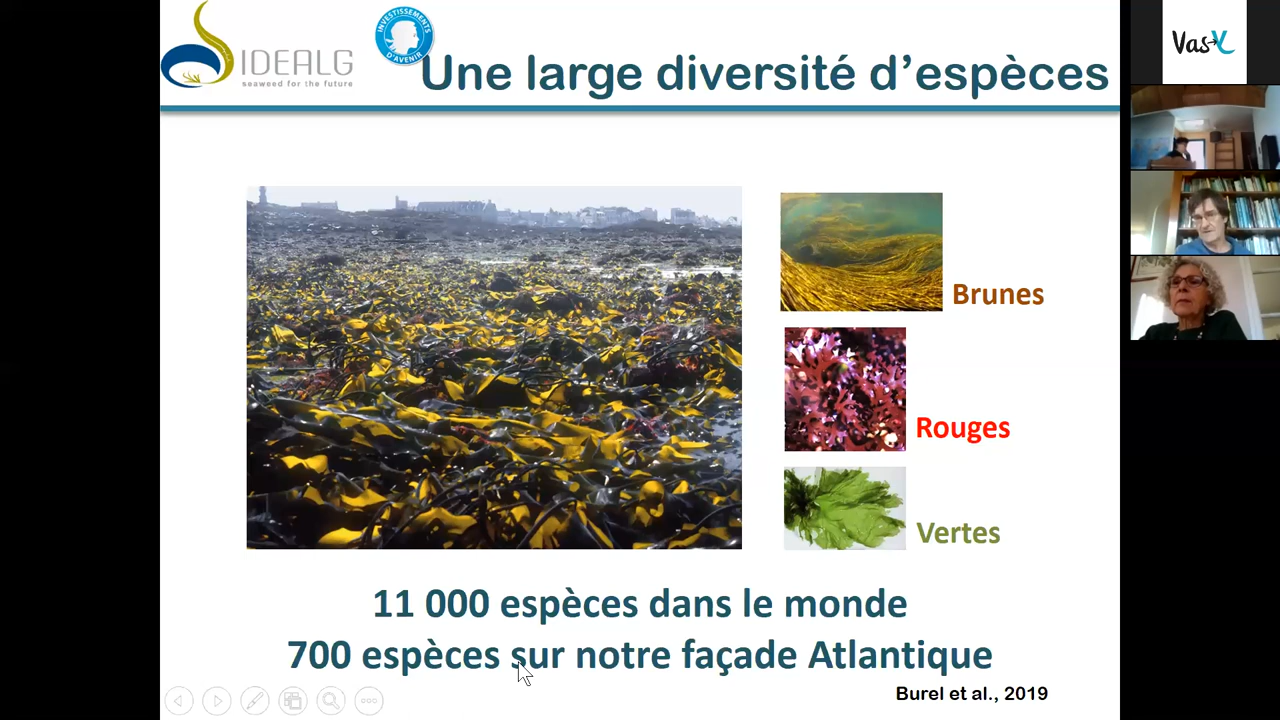 IDEALG
seaweed for the future
INVESTISSEMENTS
D'AVENIR
Une large diversité d’espèces
Brunes
Rouges
Vertes
11 000 espèces dans le monde
700 espèces sur notre façade Atlantique
Burel et al., 2019
Vas-Y